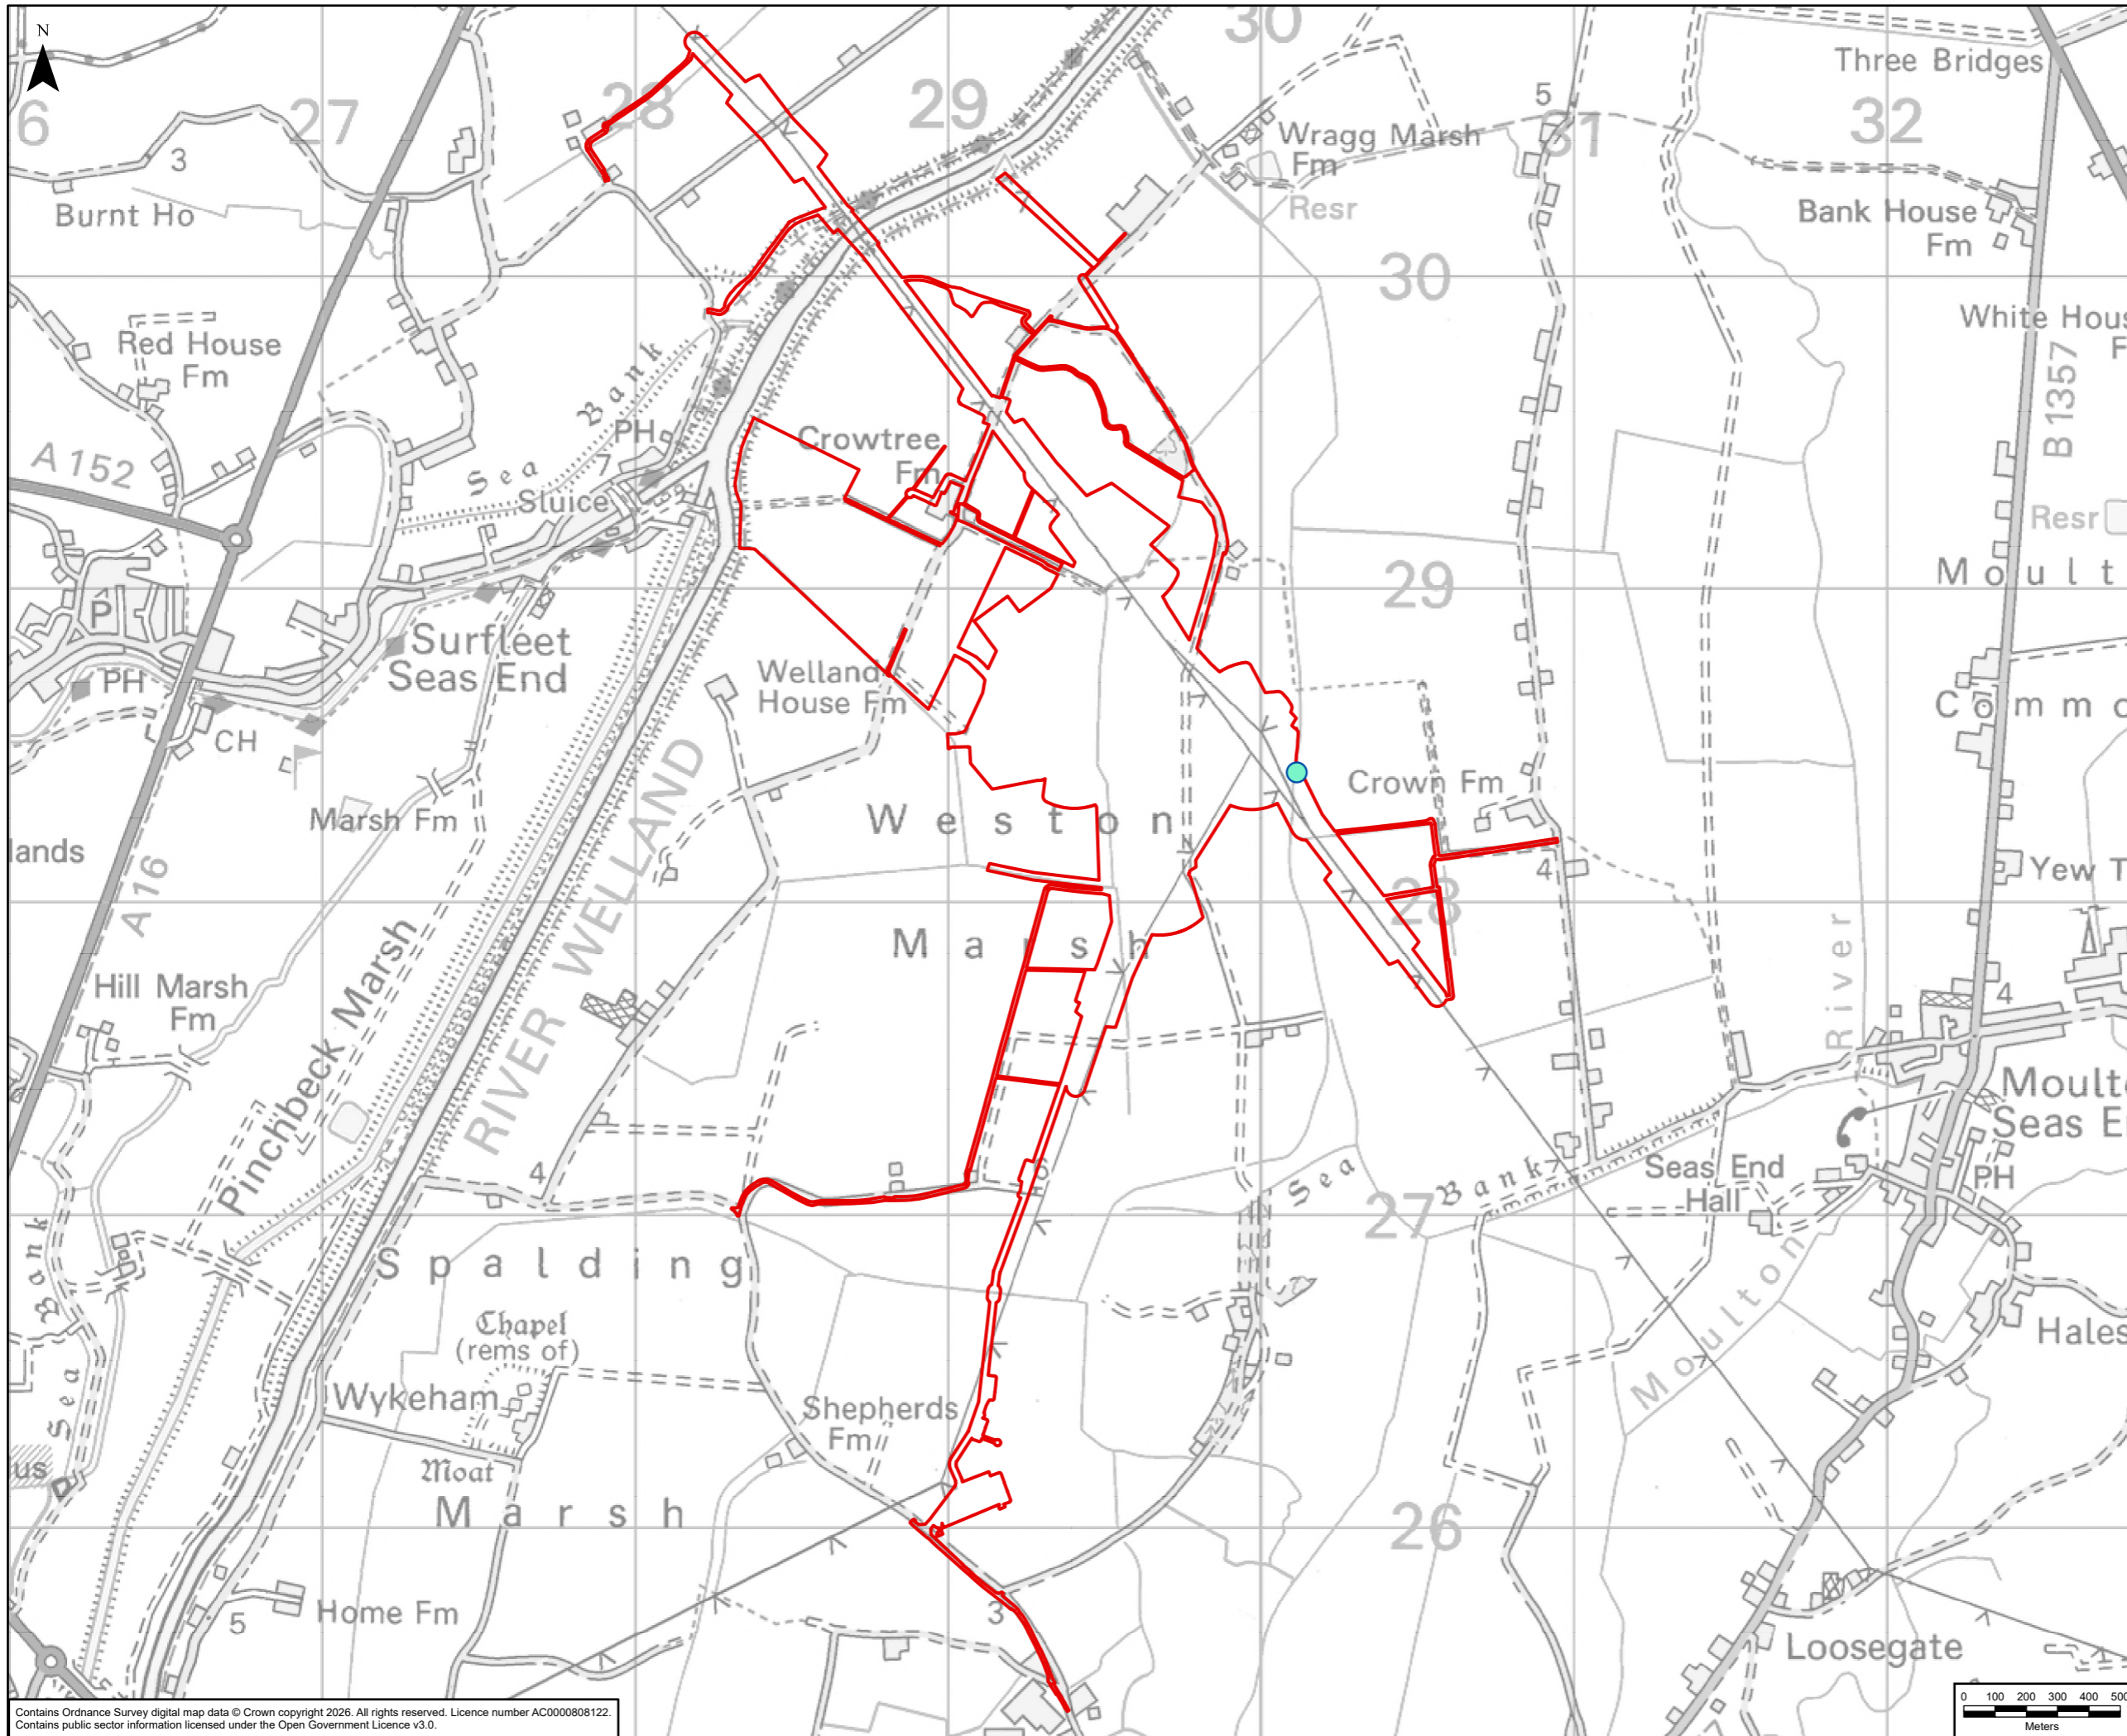 N
30
Three Bridges
6
27
28
29
5
31
32
3
Wragg Marsh
Fm
Burnt Ho
Resr
Bank House
Fm
30
White Hous
F
Red House
Fm
B 1357
Bank
Sea
PH
7
Crowtree
Fm
A 152
Sluice
Resr
Moult
29
P
Surfleet
Seas End
PH
Welland
House Fm
Commo
CH
Crown Fm
Marsh Fm
Weston
RIVER WELLAND
lands
A 16
4
Yew T
28
Marsh
River
Hill Marsh
Fm
Pinchbeck Marsh
4
Moult
Seas E
4
6
Sea
Bank
Seas End
Hall
PH
27
Bank
Sea
Spalding
Moulton
Chapel
(rems of)
Hales
Wykeham
Shepherds
Fm
us
Moat
Marsh
26
3
5
Home Fm
Loosegate
0 100 200 300 400 500
Meters
Contains Ordnance Survey digital map data © Crown copyright 2026. All rights reserved. Licence number AC0000808122.
Contains public sector information licensed under the Open Government Licence v3.0.